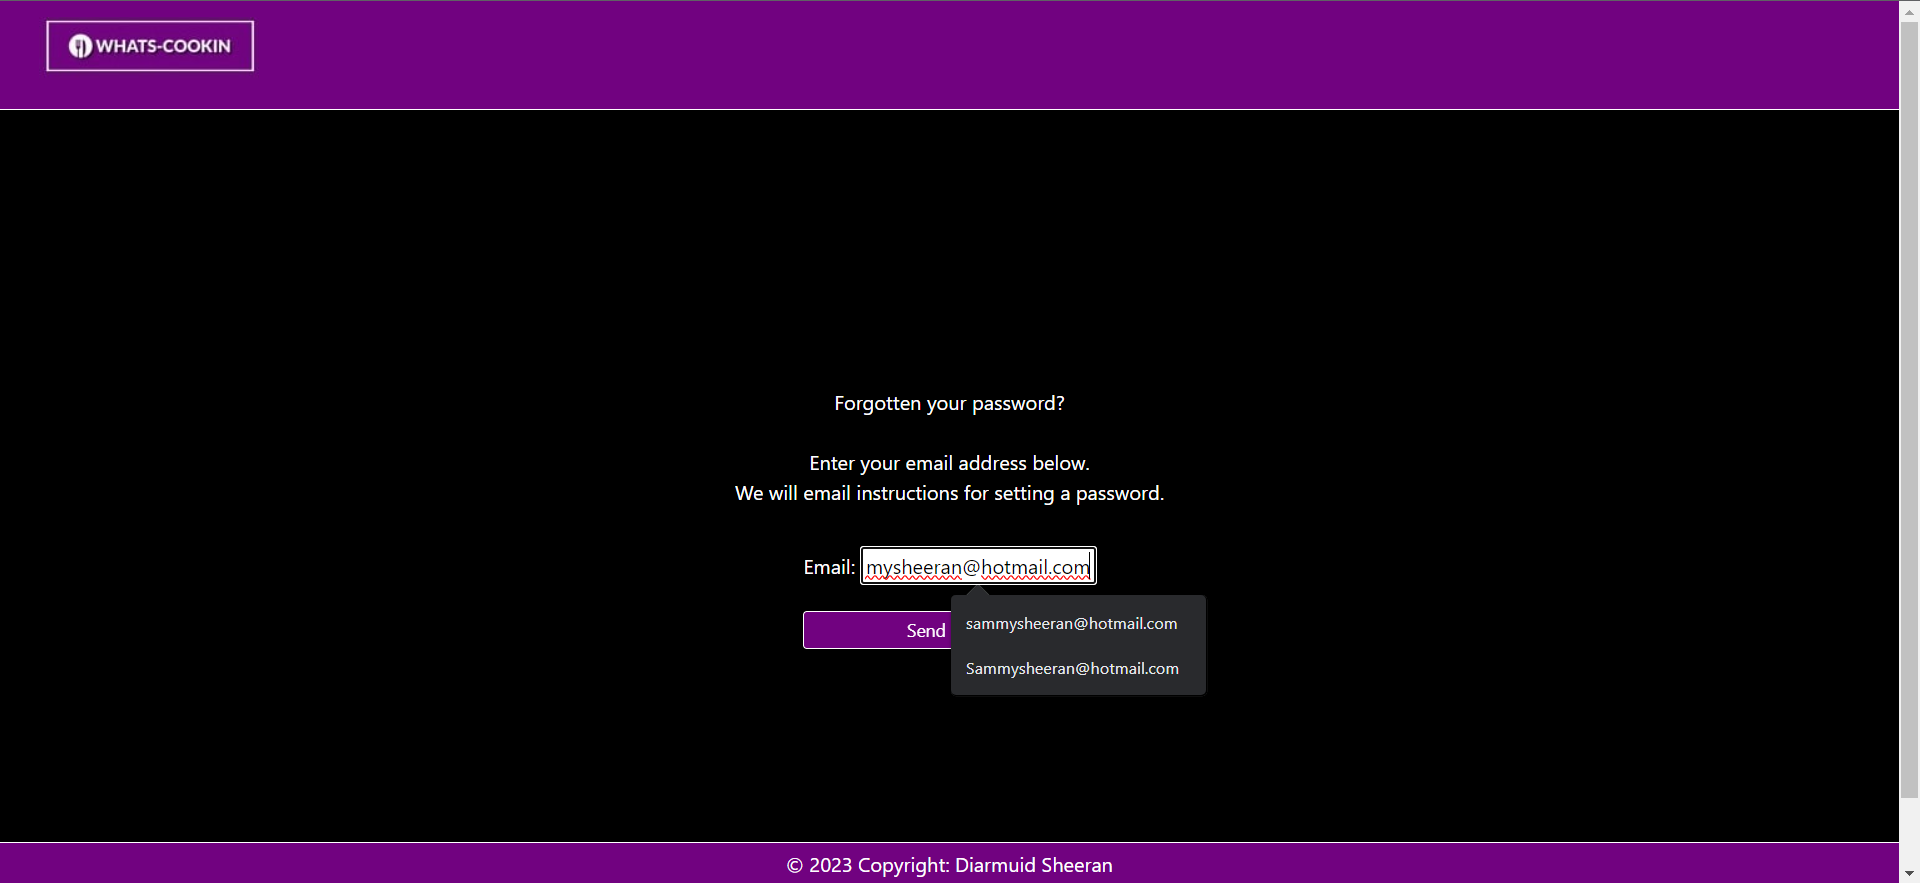 WHATS-COOKIN
Forgotten your password?
Enter your email address below.
We will email instructions for setting a password.
Email: mysheeran@hotmail.com
Send
sammysheeran@hotmail.com
Sammysheeran@hotmail.com
© 2023 Copyright: Diarmuid Sheeran